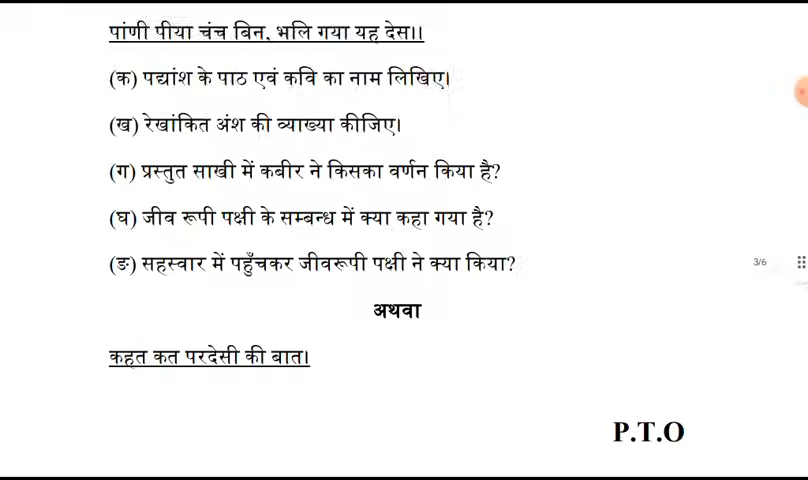 पांणी पीया चंच बिन, भलि गया यह देस।।
(क) पद्यांश के पाठ एवं कवि का नाम लिखिए।
(ख) रेखांकित अंश की व्याख्या कीजिए।
(ग) प्रस्तुत साखी में कबीर ने किसका वर्णन किया है?
(घ) जीव रूपी पक्षी के सम्बन्ध में क्या कहा गया है?
(ङ) सहस्वार में पहुँचकर जीवरूपी पक्षी ने क्या किया?
3/6
अथवा
कहत कत परदेसी की बात।
P.T.O